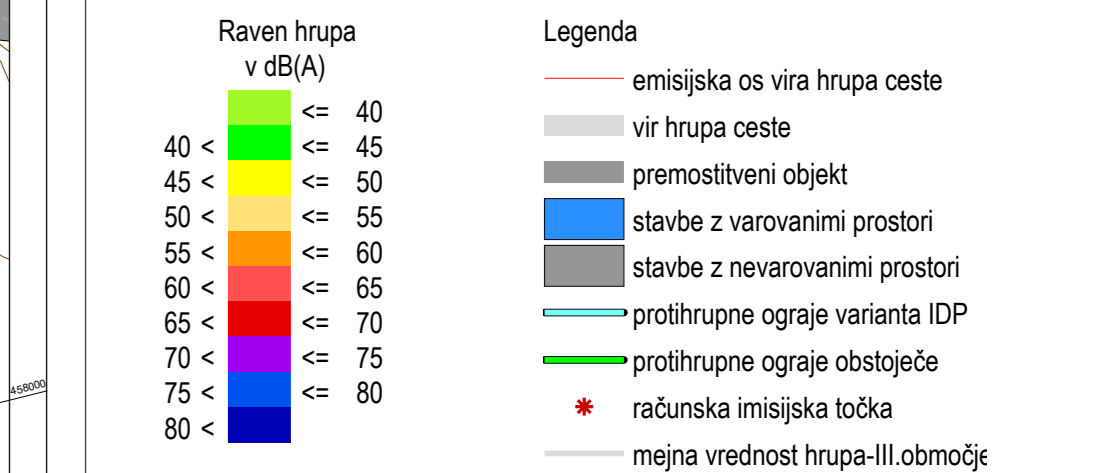 Raven hrupa
v dB(A)
<= 40
40 < <= 45
45 < <= 50
50 < <= 55
55 < <= 60
60 < <= 65
65 < <= 70
70 < <= 75
75 < <= 80
80 <
Legenda
emisijska os vira hrupa ceste
vir hrupa ceste
premostitveni objekt
stavbe z varovanimi prostori
stavbe z nevarovanimi prostori
protihrupne ograje varianta IDP
protihrupne ograje obstoječe
računska imisijska točka
mejna vrednost hrupa-III.območje
458000